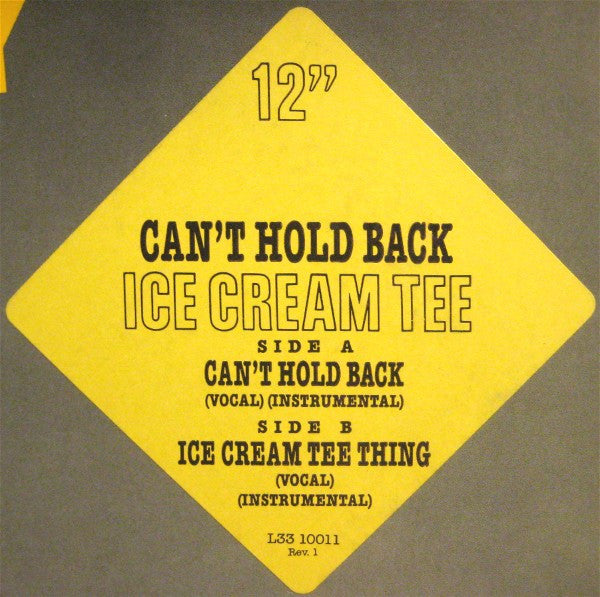 12”
CAN’T HOLD BACK
ICE CREAM TEE
SIDE A
CAN’T HOLD BACK
(VOCAL) (INSTRUMENTAL)
SIDE B
ICE CREAM TEE THING
(VOCAL)
(INSTRUMENTAL)
L33 10011
Rev. 1